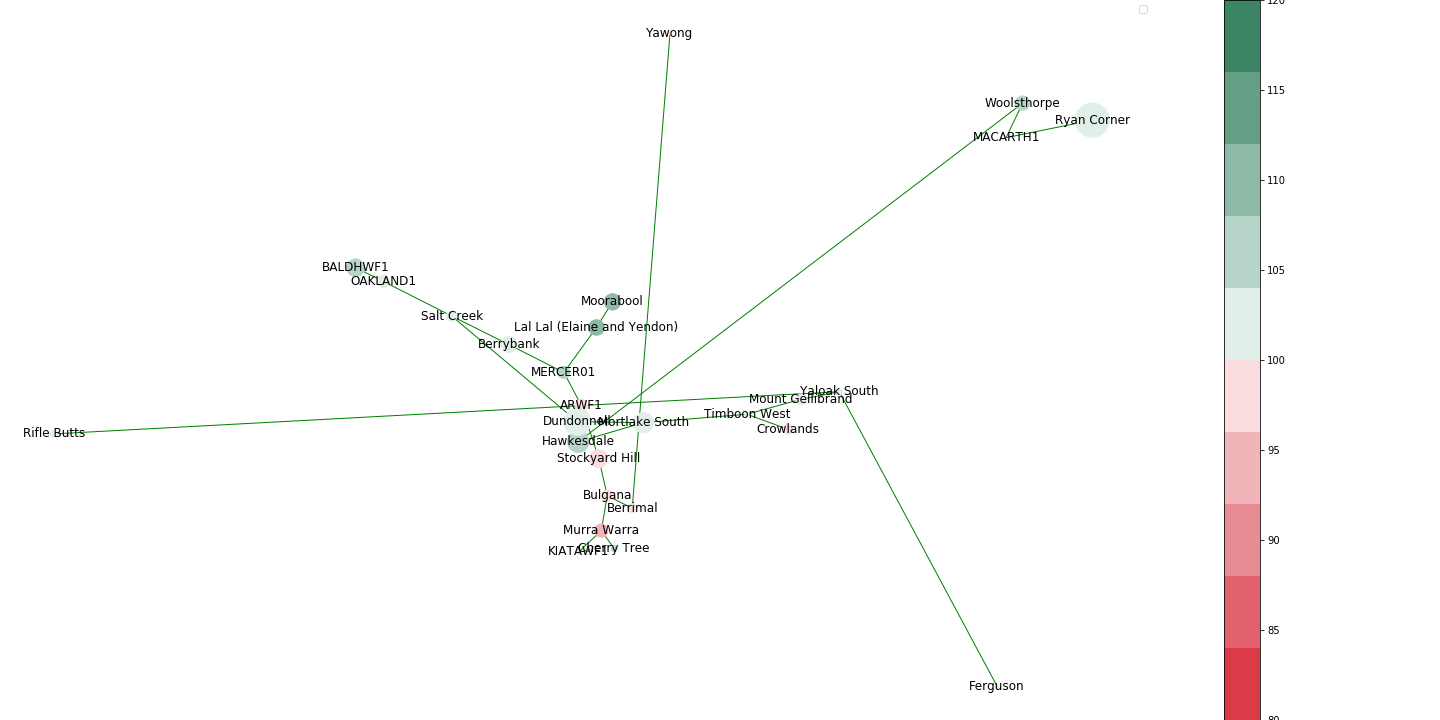 120
Yawong
115
Woolsthorpe
Ryan Corner
MACARTH1
110
BALDHWF1
OAKLAND1
105
Moorabool
Salt Creek
Lal Lal (Elaine and Yendon)
Berrybank
100
MERCER01
Yaloak South
Mount Gellibrand
ARWF1
Timboon West
Dundonnell
Mortlake South
Crowlands
Rifle Butts
Hawkesdale
95
Stockyard Hill
Bulgana
Berrimal
Murra Warra
90
Cherry Tree
KIATAWF1
85
Ferguson
80